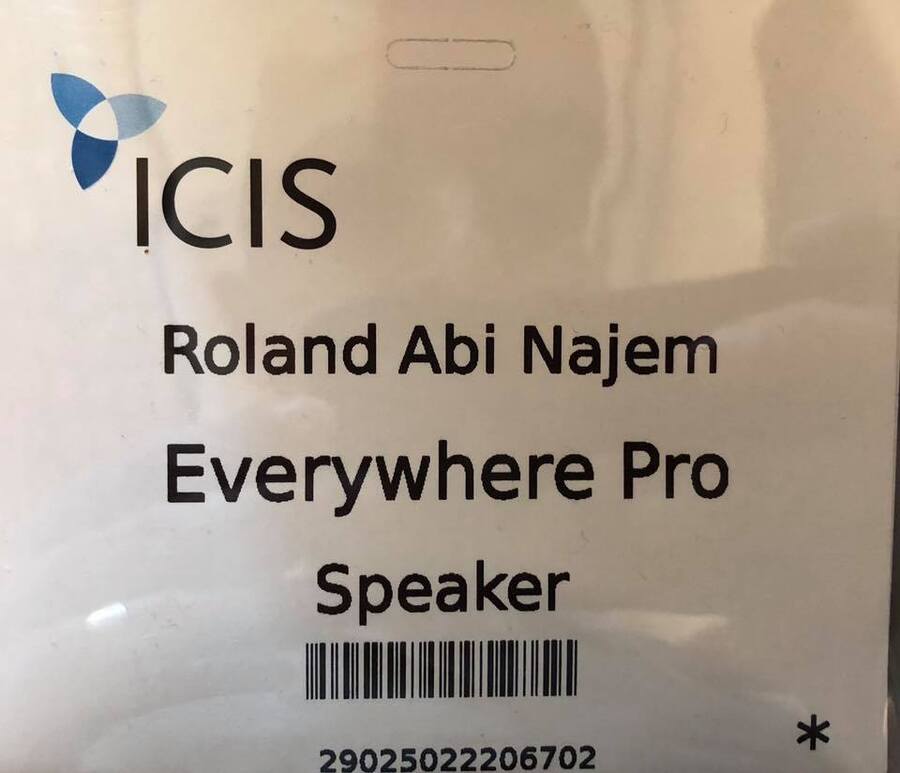 ICIS
Roland Abi Najem
Everywhere Pro
Speaker
29025022206702
*